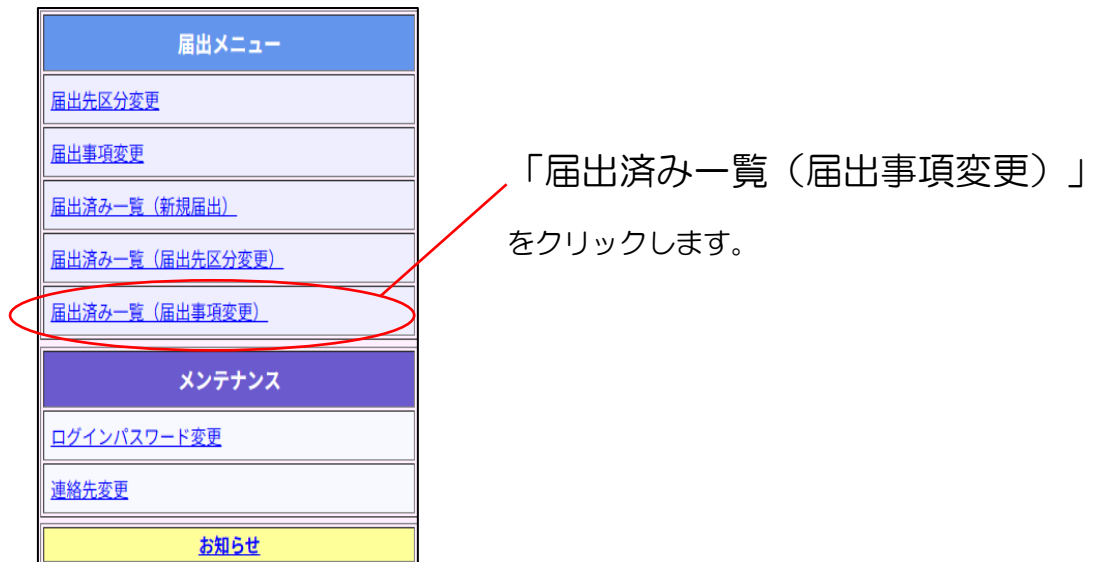 届出メニュー
届出先区分変更
届出事項変更
届出済み一覧（新規届出）
届出済み一覧（届出先区分変更）
届出済み一覧（届出事項変更）
メンテナンス
ログインパスワード変更
連絡先変更
お知らせ
「届出済み一覧（届出事項変更）」
をクリックします。